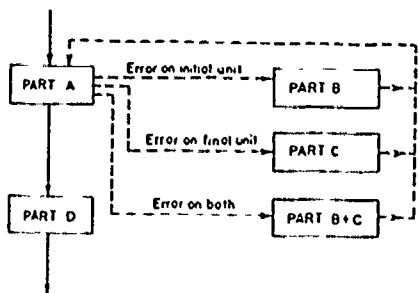 Error on initial unit
PART A
PART B
Error on final unit
PART C
Error on both
PART D
PART B+C